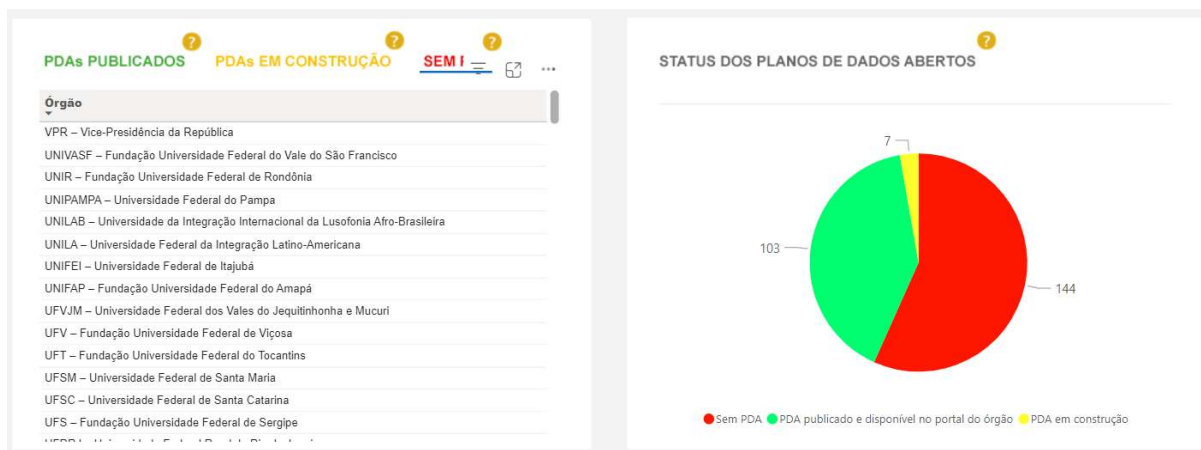 PDAs PUBLICADOS ? PDAs EM CONSTRUÇÃO ? SEM ? ...
Órgão
VPR – Vice-Presidência da República
UNIVASF – Fundação Universidade Federal do Vale do São Francisco
UNIR – Fundação Universidade Federal de Rondônia
UNIPAMPA – Universidade Federal do Pampa
UNILAB – Universidade da Integração Internacional da Lusofonia Afro-Brasileira
UNILA – Universidade Federal da Integração Latino-Americana
UNIFEI – Universidade Federal de Itajubá
UNIFAP – Fundação Universidade Federal do Amapá
UFVJM – Universidade Federal dos Vales do Jequitinhonha e Mucuri
UFV – Fundação Universidade Federal de Viçosa
UFT – Fundação Universidade Federal do Tocantins
UFSM – Universidade Federal de Santa Maria
UFSC – Universidade Federal de Santa Catarina
UFS – Fundação Universidade Federal de Sergipe
STATUS DOS PLANOS DE DADOS ABERTOS ?
7
103
144
Sem PDA PDA publicado e disponível no portal do órgão PDA em construção